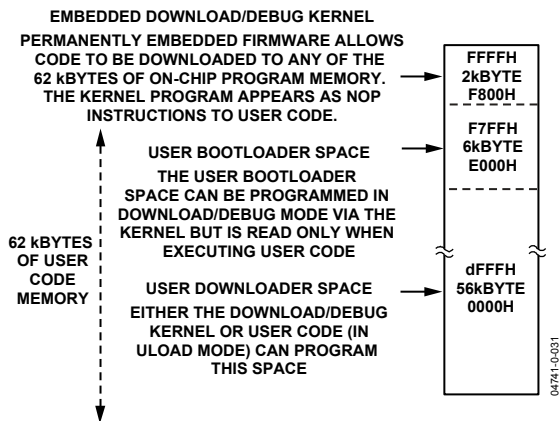 EMBEDDED DOWNLOAD/DEBUG KERNEL
PERMANENTLY EMBEDDED FIRMWARE ALLOWS
CODE TO BE DOWNLOADED TO ANY OF THE
62 kBYTES OF ON-CHIP PROGRAM MEMORY.
THE KERNEL PROGRAM APPEARS AS NOP
INSTRUCTIONS TO USER CODE.
FFFFH
2kBYTE
F800H
USER BOOTLOADER SPACE
THE USER BOOTLOADER
SPACE CAN BE PROGRAMMED IN
DOWNLOAD/DEBUG MODE VIA THE
KERNEL BUT IS READ ONLY WHEN
EXECUTING USER CODE
F7FFH
6kBYTE
E000H
62 kBYTES
OF USER
CODE
MEMORY
USER DOWNLOADER SPACE
EITHER THE DOWNLOAD/DEBUG
KERNEL OR USER CODE (IN
ULOAD MODE) CAN PROGRAM
THIS SPACE
dFFFH
56kBYTE
0000H
04741-0-031